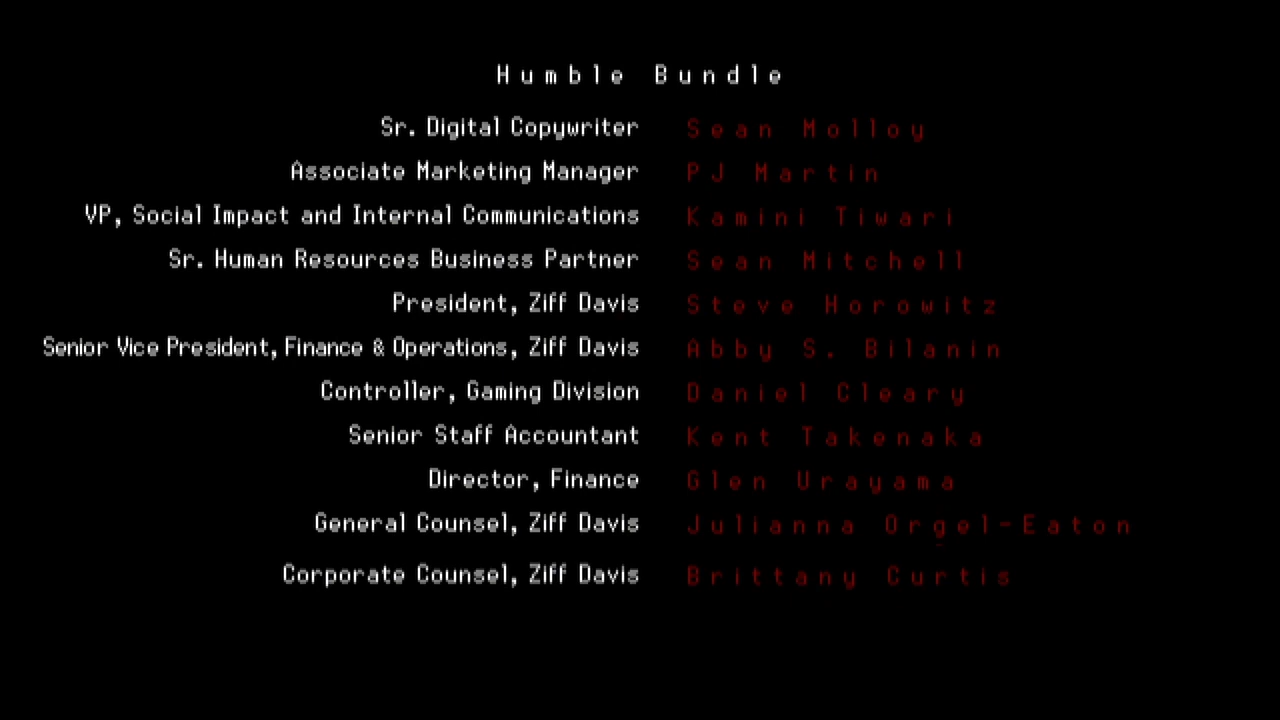 Humble Bundle
Sr. Digital Copywriter Sean Molloy
Associate Marketing Manager PJ Martin
VP, Social Impact and Internal Communications Kamini Tiwari
Sr. Human Resources Business Partner Sean Mitchell
President, Ziff Davis Steve Horowitz
Senior Vice President, Finance & Operations, Ziff Davis Abby S. Bilanin
Controller, Gaming Division Daniel Cleary
Senior Staff Accountant Kent Takenaka
Director, Finance Glen Urayama
General Counsel, Ziff Davis Julianna Orgel-Eaton
Corporate Counsel, Ziff Davis Brittany Curtis